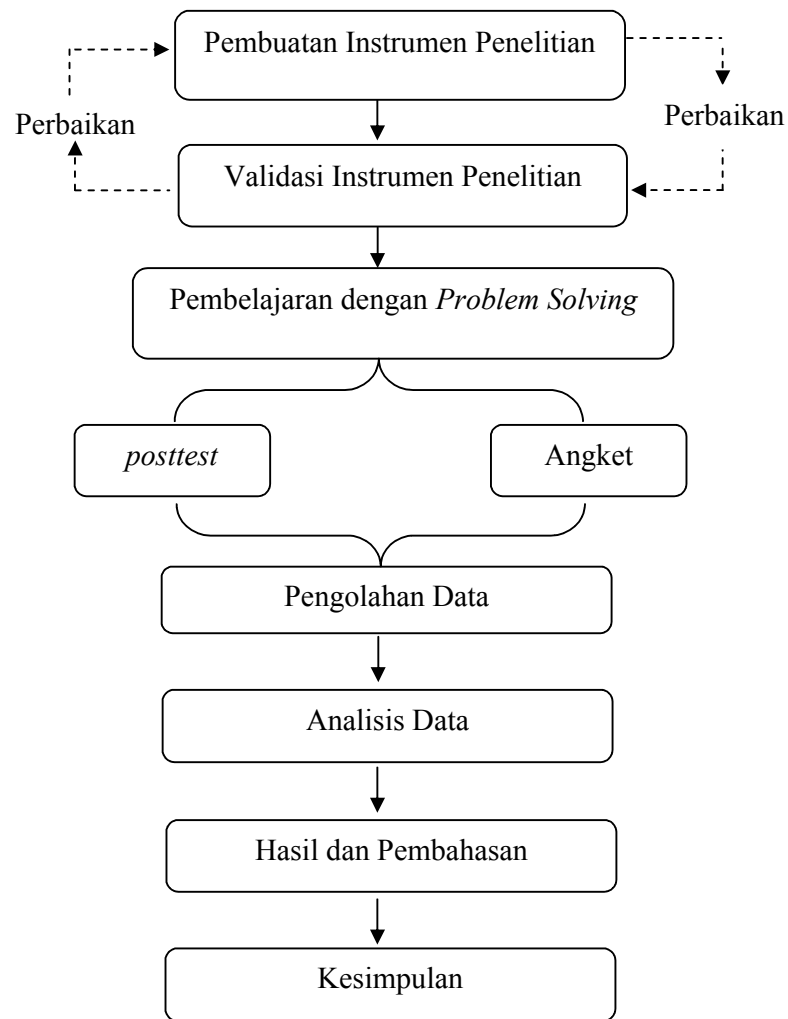 Pembuatan Instrumen Penelitian
Perbaikan
Perbaikan
Validasi Instrumen Penelitian
Pembelajaran dengan Problem Solving
posttest
Angket
Pengolahan Data
Analisis Data
Hasil dan Pembahasan
Kesimpulan